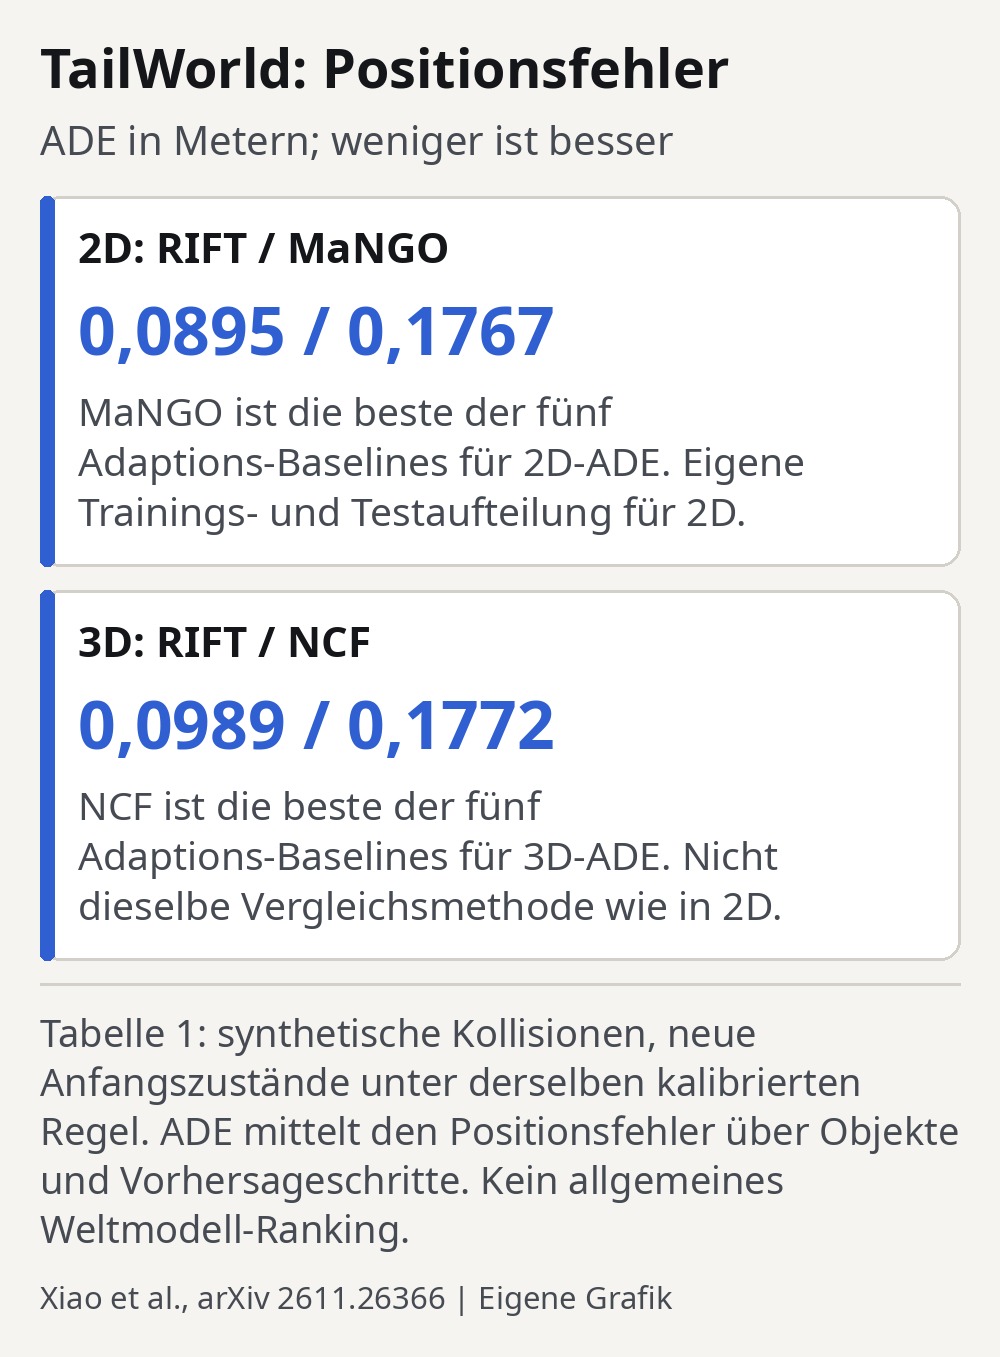 TailWorld: Positionsfehler
ADE in Metern; weniger ist besser
2D: RIFT / MaNGO
0,0895 / 0,1767
MaNGO ist die beste der fünf
Adaptions-Baselines für 2D-ADE. Eigene
Trainings- und Testaufteilung für 2D.
3D: RIFT / NCF
0,0989 / 0,1772
NCF ist die beste der fünf
Adaptions-Baselines für 3D-ADE. Nicht
dieselbe Vergleichsmethode wie in 2D.
Tabelle 1: synthetische Kollisionen, neue
Anfangszustände unter derselben kalibrierten
Regel. ADE mittelt den Positionsfehler über Objekte
und Vorhersageschritte. Kein allgemeines
Weltmodell-Ranking.
Xiao et al., arXiv 2611.26366 | Eigene Grafik